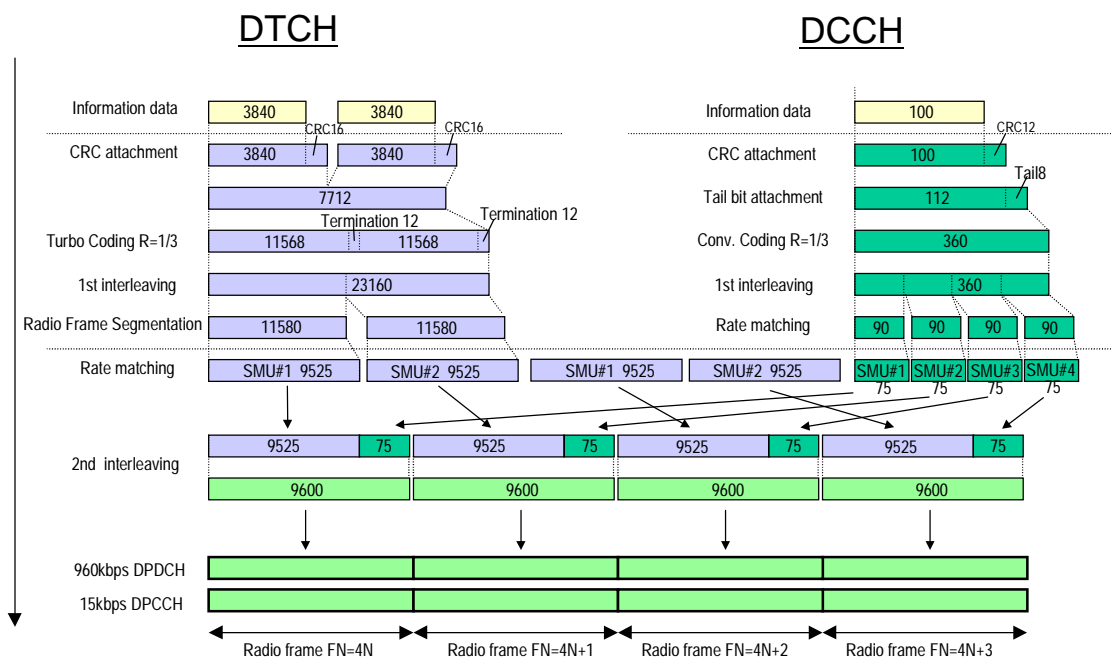 DTCH DCCH
Information data 3840 3840 Information data 100
CRC16 CRC16 CRC12
CRC attachment 3840 3840 CRC attachment 100
7712 Tail bit attachment 112 Tail8
Termination 12 Termination 12
Turbo Coding R=1/3 11568 11568 Conv. Coding R=1/3 360
1st interleaving 23160 1st interleaving 360
Radio Frame Segmentation 11580 11580 Rate matching 90 90 90 90
Rate matching SMU#1 9525 SMU#2 9525 SMU#1 9525 SMU#2 9525 SMU#1 SMU#2 SMU#3 SMU#4
75 75 75 75
9525 75 9525 75 9525 75 9525 75
2nd interleaving
9600 9600 9600 9600
960kbps DPDCH
15kbps DPCCH
Radio frame FN=4N Radio frame FN=4N+1 Radio frame FN=4N+2 Radio frame FN=4N+3